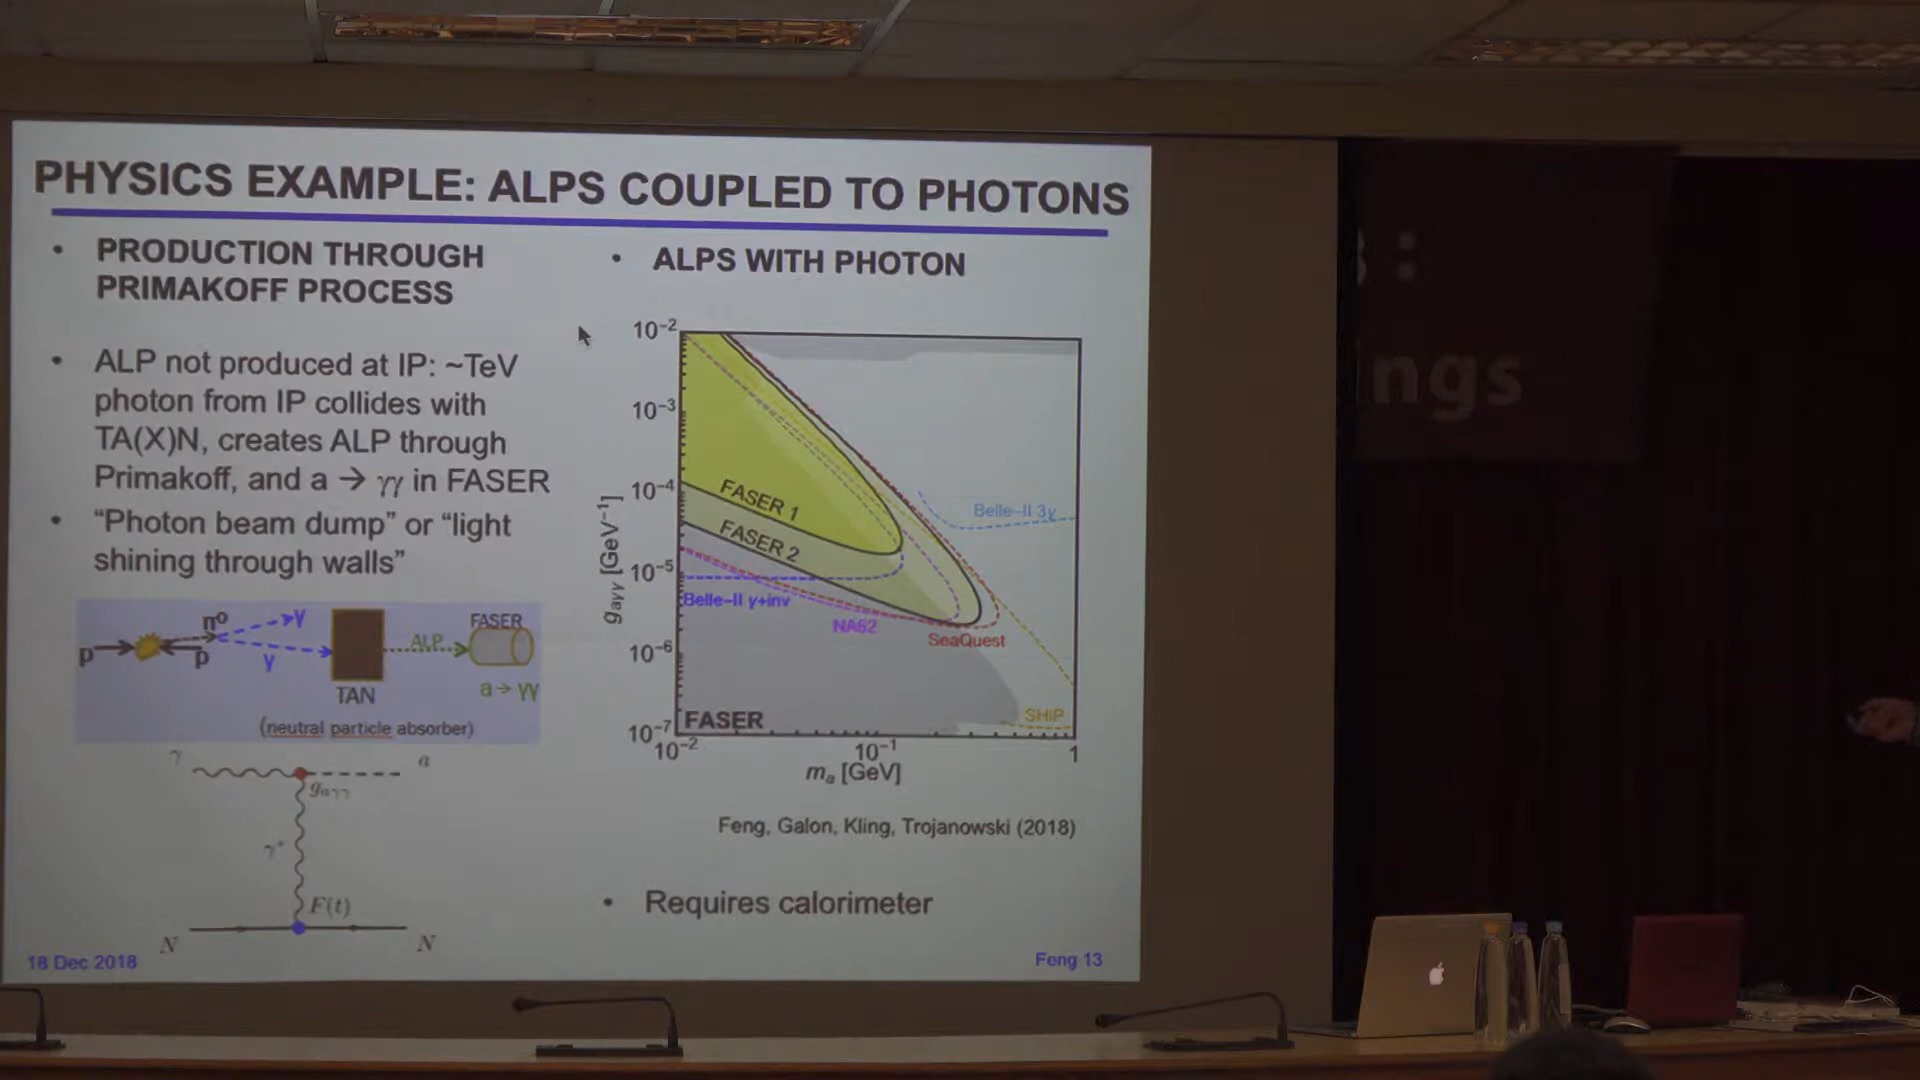 PHYSICS EXAMPLE: ALPS COUPLED TO PHOTONS
• PRODUCTION THROUGH
PRIMAKOFF PROCESS
• ALP not produced at IP: ~TeV
photon from IP collides with
TA(X)N, creates ALP through
Primakoff, and a → γγ in FASER
• “Photon beam dump” or “light
shining through walls”
p
p
π⁰
γ
γ
TAN
ALP
FASER
a → γγ
(neutral particle absorber)
γ
a
gaγγ
γ*
F(t)
N
N
18 Dec 2018
• ALPS WITH PHOTON
10⁻²
10⁻³
10⁻⁴
10⁻⁵
10⁻⁶
10⁻⁷
gaγγ [GeV⁻¹]
FASER 1
FASER 2
Belle–II 3γ
Belle–II γ+inv
NA62
SeaQuest
SHiP
FASER
10⁻²
10⁻¹
1
ma [GeV]
Feng, Galon, Kling, Trojanowski (2018)
• Requires calorimeter
Feng 13
:
ngs